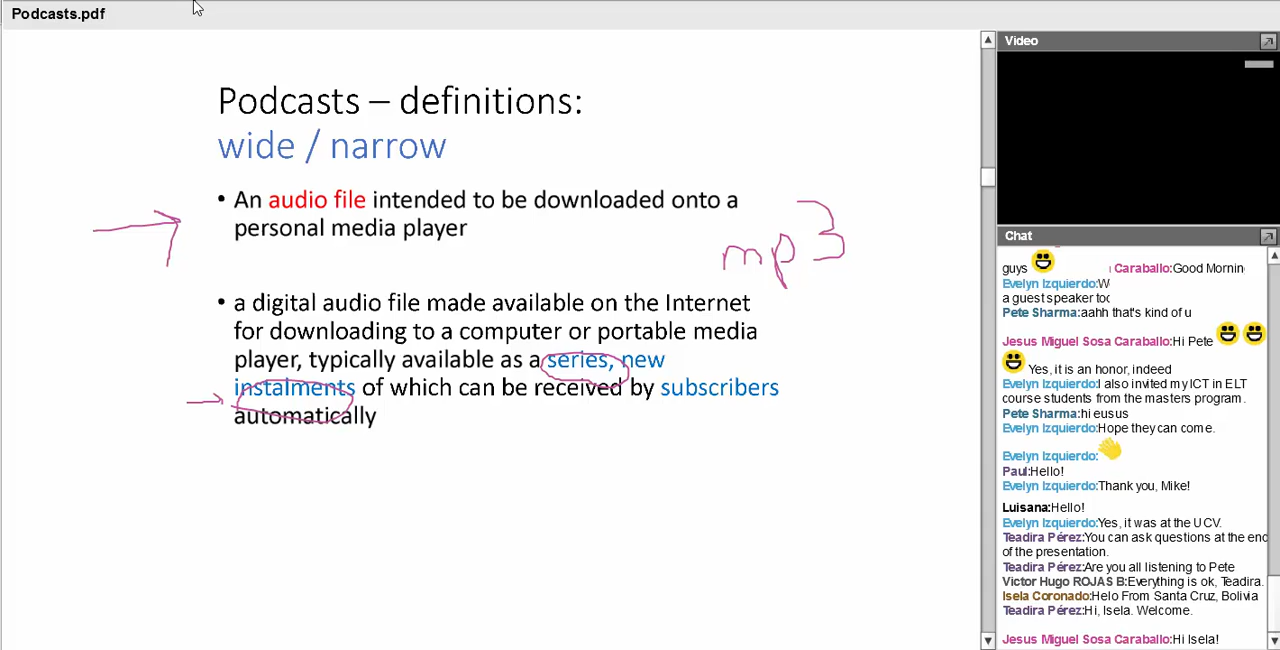 Podcasts.pdf
Podcasts – definitions:
wide / narrow
• An audio file intended to be downloaded onto a
personal media player
mp3
• a digital audio file made available on the Internet
for downloading to a computer or portable media
player, typically available as a series, new
instalments of which can be received by subscribers
automatically
Video
Chat
guys
Caraballo:Good Mornin
Evelyn Izquierdo:
a guest speaker
Pete Sharma:aahh that's kind of u
Jesus Miguel Sosa Caraballo:Hi Pete
Yes, it is an honor, indeed
Evelyn Izquierdo:I also invited my ICT in ELT
course students from the masters program.
Pete Sharma:hi eusus
Evelyn Izquierdo:Hope they can come.
Evelyn Izquierdo:
Paul:Hello!
Evelyn Izquierdo:Thank you, Mike!
Luisana:Hello!
Evelyn Izquierdo:Yes, it was at the UCV.
Teadira Pérez:You can ask questions at the end
of the presentation.
Teadira Pérez:Are you all listening to Pete
Victor Hugo ROJAS B:Everything is ok, Teadira.
Isela Coronado:Helo From Santa Cruz, Bolivia
Teadira Pérez:Hi, Isela. Welcome.
Jesus Miguel Sosa Caraballo:Hi Isela!